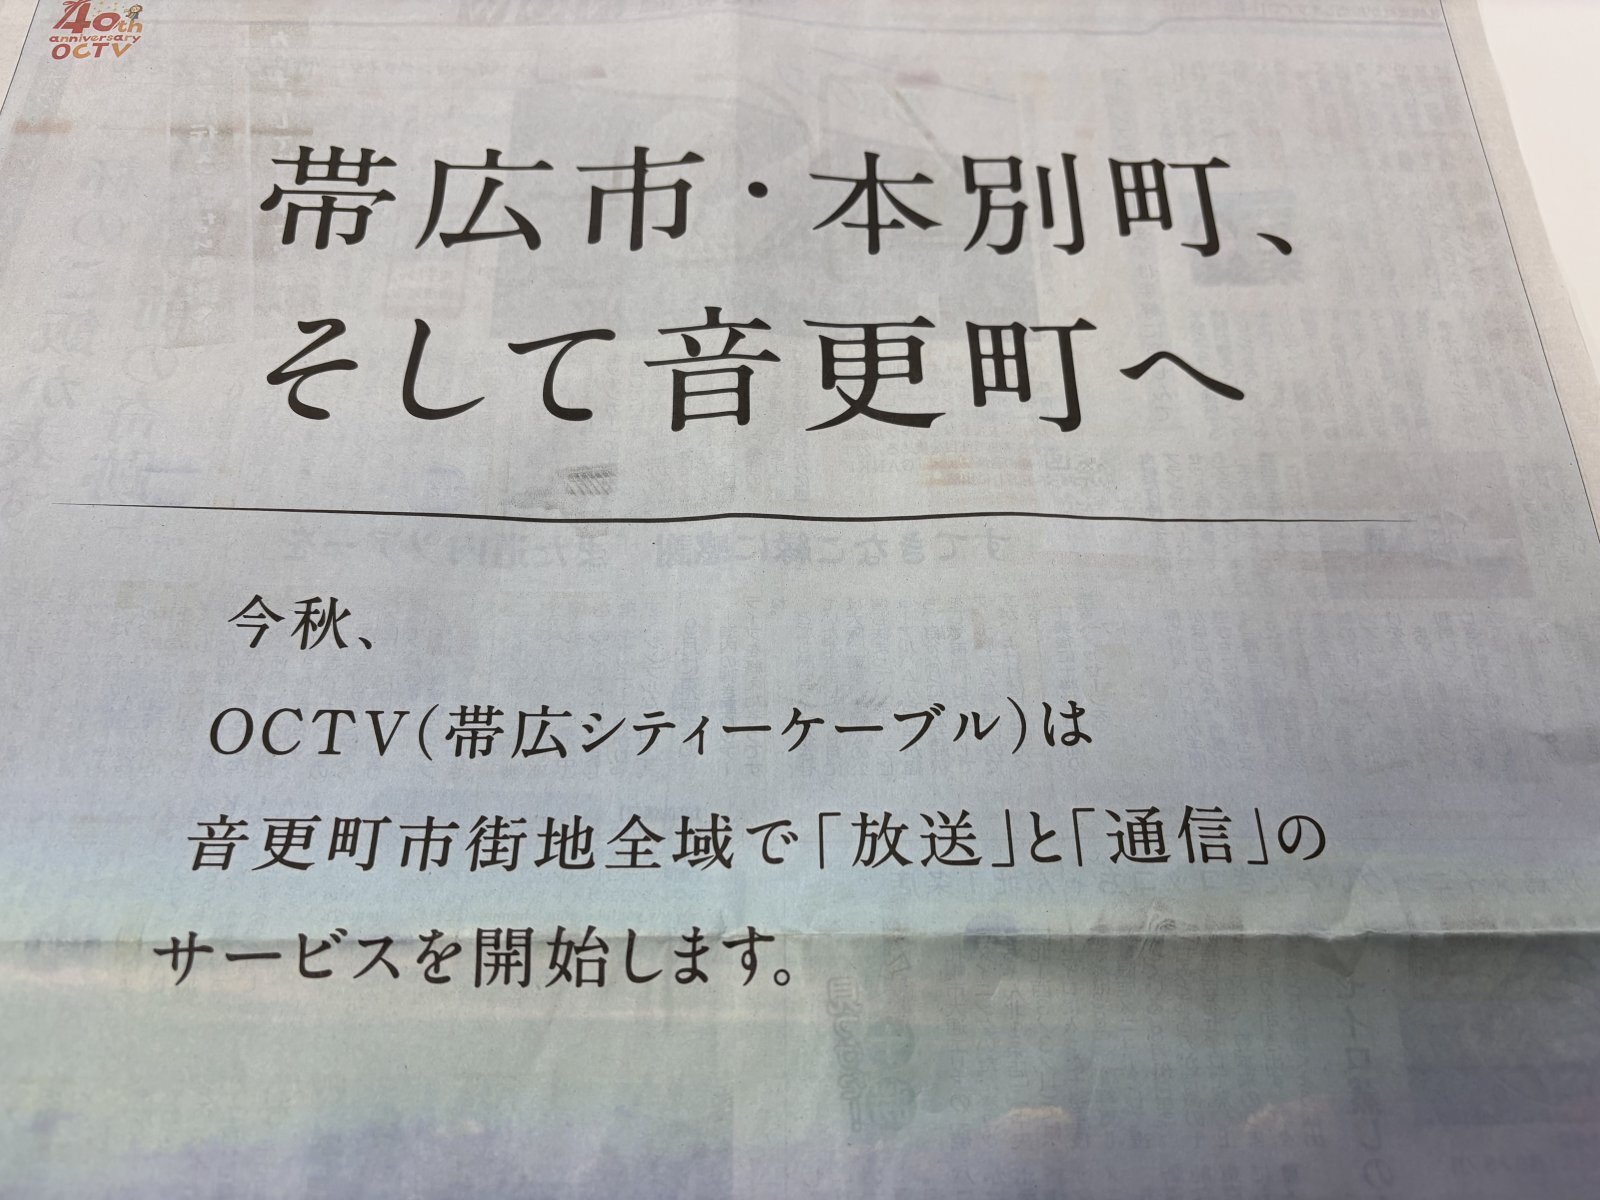 40th
anniversary
OCTV
帯広市・本別町、
そして音更町へ
今秋、
OCTV(帯広シティーケーブル)は
音更町市街地全域で「放送」と「通信」の
サービスを開始します。